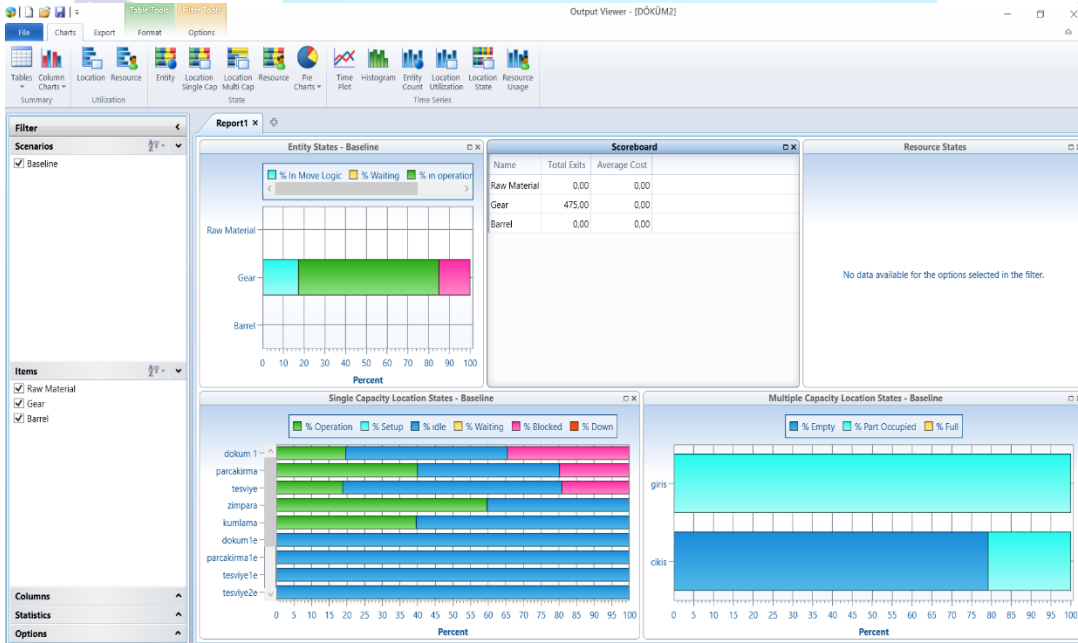 Table Tools Filter Tools Output Viewer - [DÖKÜM2]
File Charts Export Format Options
Tables Column Charts Location Resource Entity Location Single Cap Location Multi Cap Resource Pie Charts Time Plot Histogram Entity Count Location Utilization Location State Resource Usage
Summary Utilization State Time Series
Filter
Scenarios
Baseline
Items
Raw Material
Gear
Barrel
Columns
Statistics
Options
Report1
Entity States - Baseline
% In Move Logic % Waiting % in operation
Raw Material
Gear
Barrel
0 10 20 30 40 50 60 70 80 90 100
Percent
Scoreboard
Name Total Exits Average Cost
Raw Material 0,00 0,00
Gear 475,00 0,00
Barrel 0,00 0,00
Resource States
No data available for the options selected in the filter.
Single Capacity Location States - Baseline
% Operation % Setup % idle % Waiting % Blocked % Down
dokum 1
parcakirma
tesviye
zimpara
kumlama
dokum1e
parcakirma1e
tesviye1e
tesviye2e
0 5 10 15 20 25 30 35 40 45 50 55 60 65 70 75 80 85 90 95 100
Percent
Multiple Capacity Location States - Baseline
% Empty % Part Occupied % Full
giris
cikis
0 5 10 15 20 25 30 35 40 45 50 55 60 65 70 75 80 85 90 95 100
Percent